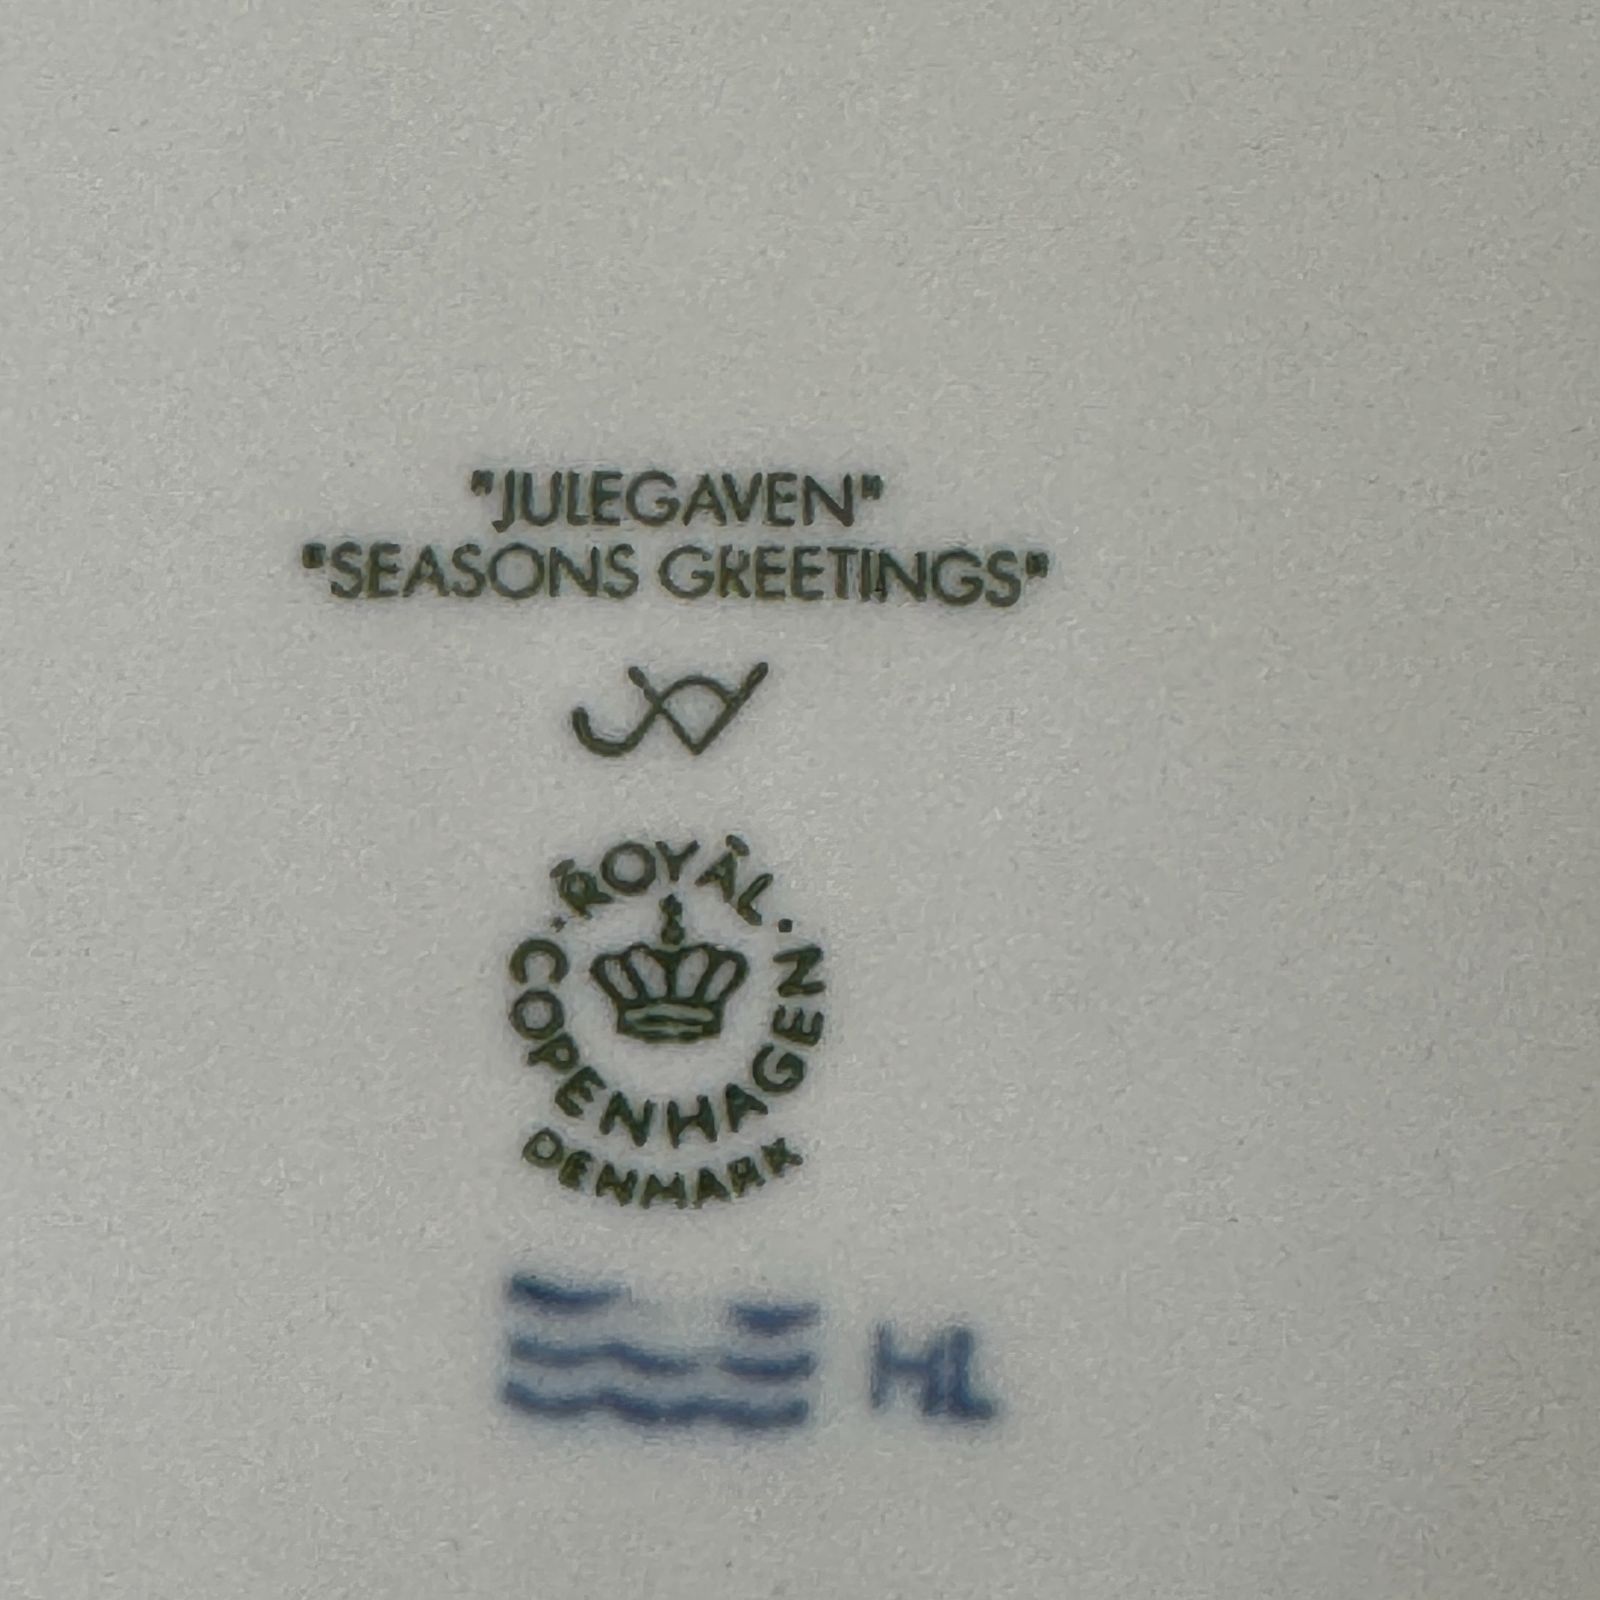 "JULEGAVEN"
"SEASONS GREETINGS"
ROYAL
COPENHAGEN
DENMARK
HL